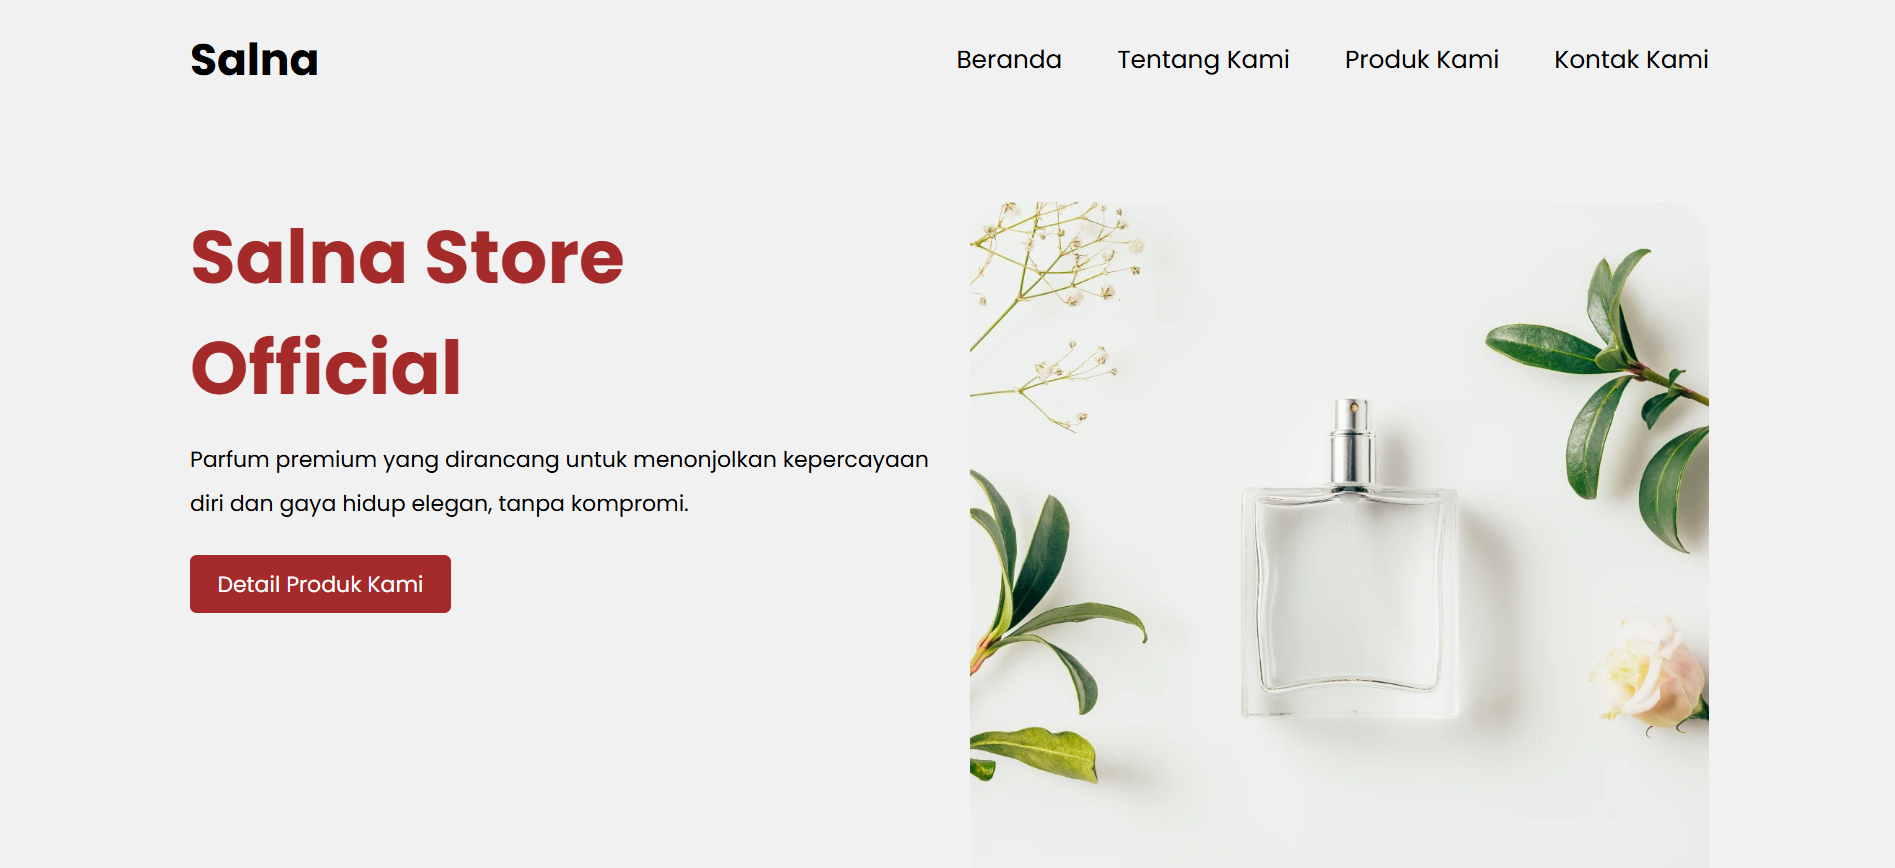 Salna
Beranda Tentang Kami Produk Kami Kontak Kami
Salna Store
Official
Parfum premium yang dirancang untuk menonjolkan kepercayaan
diri dan gaya hidup elegan, tanpa kompromi.
Detail Produk Kami